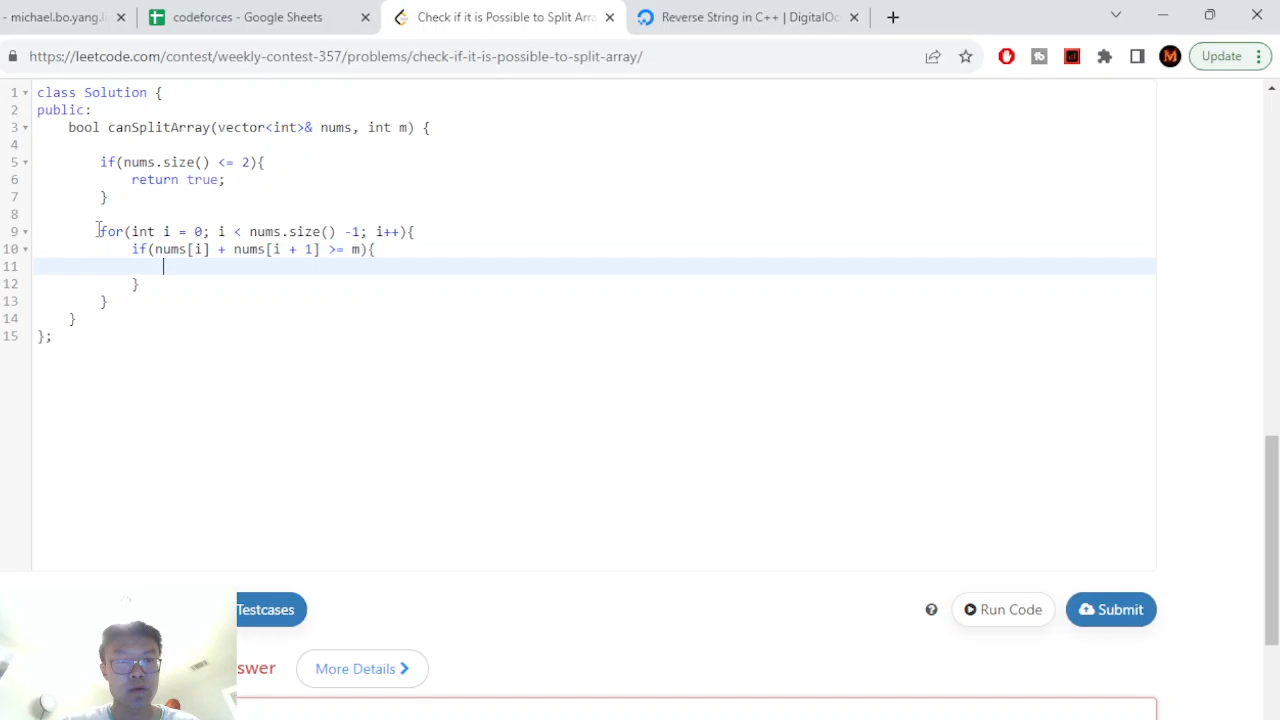 - michael.bo.yangJ
codeforces - Google Sheets
Check if it is Possible to Split Arra
Reverse String in C++ | DigitalOc
https://leetcode.com/contest/weekly-contest-357/problems/check-if-it-is-possible-to-split-array/
M
Update
1 class Solution {
2 public:
3 bool canSplitArray(vector<int>& nums, int m) {
4
5 if(nums.size() <= 2){
6 return true;
7 }
8
9 for(int i = 0; i < nums.size() -1; i++){
10 if(nums[i] + nums[i + 1] >= m){
11
12 }
13 }
14 }
15 };
Testcases
? Run Code Submit
swer More Details